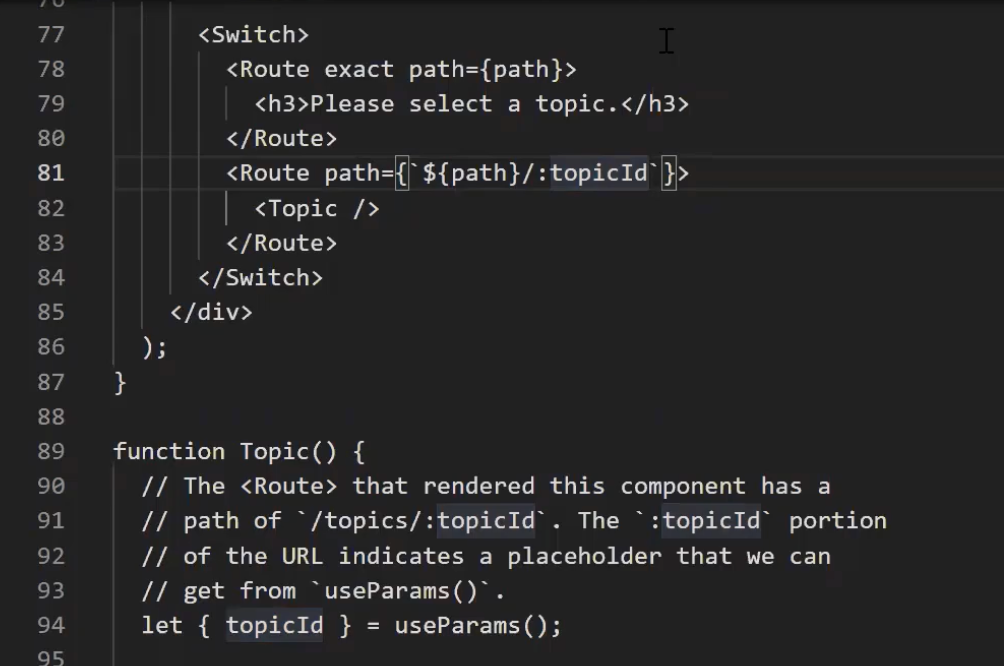 76
77 <Switch>
78 <Route exact path={path}>
79 <h3>Please select a topic.</h3>
80 </Route>
81 <Route path={`${path}/:topicId`}>
82 <Topic />
83 </Route>
84 </Switch>
85 </div>
86 );
87 }
88
89 function Topic() {
90 // The <Route> that rendered this component has a
91 // path of `/topics/:topicId`. The `:topicId` portion
92 // of the URL indicates a placeholder that we can
93 // get from `useParams()`.
94 let { topicId } = useParams();
95